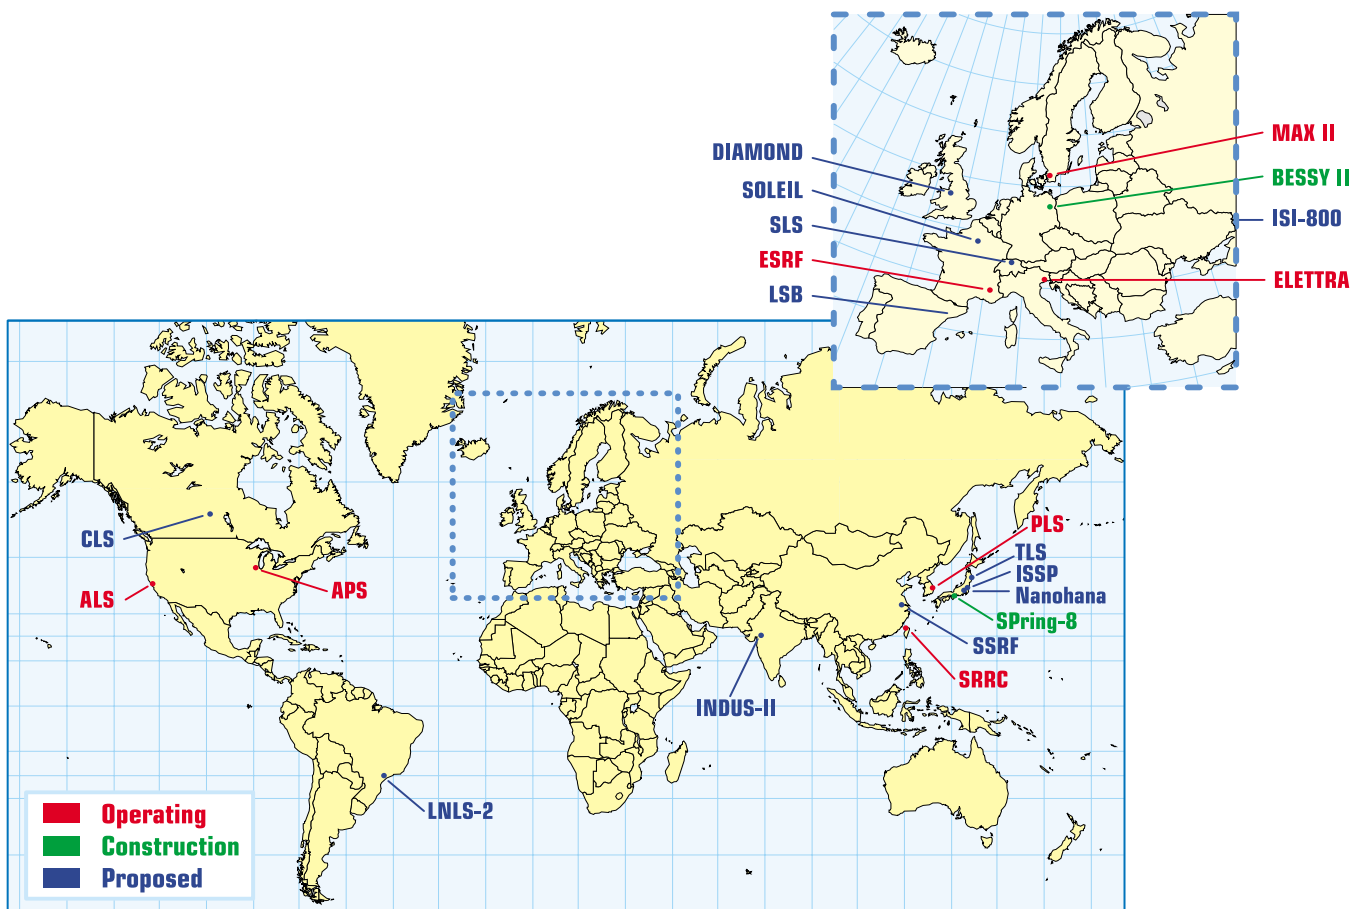 MAX II
DIAMOND
BESSY II
SOLEIL
ISI-800
SLS
ESRF
ELETTRA
LSB
PLS
CLS
TLS
ISSP
APS
Nanohana
ALS
SPring-8
SSRF
SRRC
INDUS-II
LNLS-2
Operating
Construction
Proposed